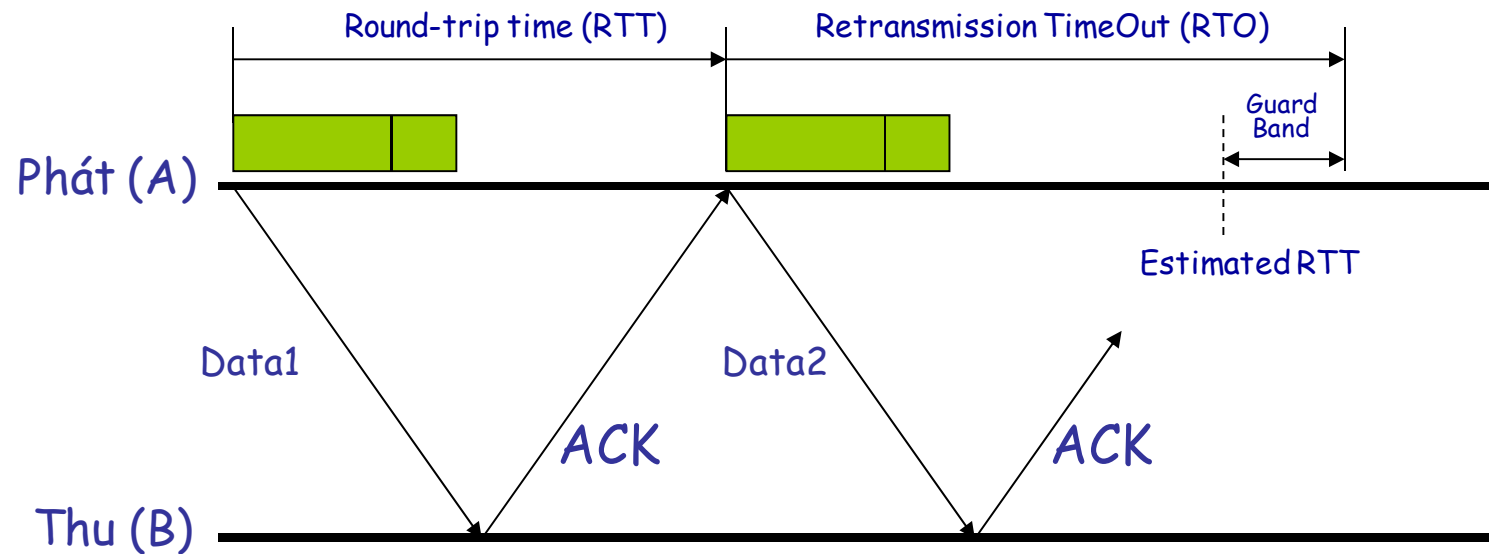 Round-trip time (RTT)
Retransmission TimeOut (RTO)
Guard
Band
Phát (A)
Estimated RTT
Data1
Data2
ACK
ACK
Thu (B)